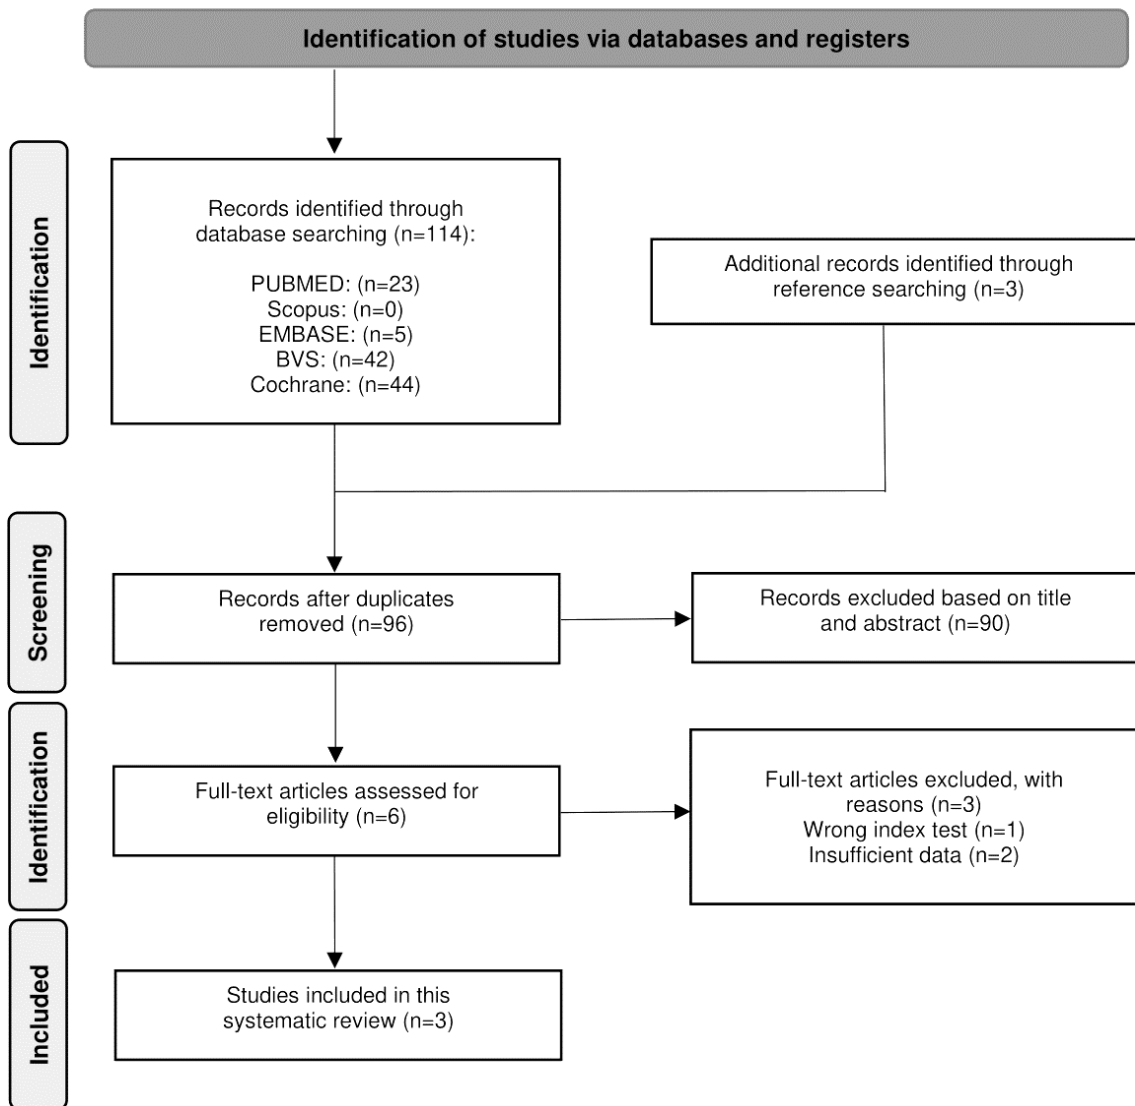 Identification of studies via databases and registers
Identification
Records identified through
database searching (n=114):
PUBMED: (n=23)
Scopus: (n=0)
EMBASE: (n=5)
BVS: (n=42)
Cochrane: (n=44)
Additional records identified through
reference searching (n=3)
Screening
Records after duplicates
removed (n=96)
Records excluded based on title
and abstract (n=90)
Identification
Full-text articles assessed for
eligibility (n=6)
Full-text articles excluded, with
reasons (n=3)
Wrong index test (n=1)
Insufficient data (n=2)
Included
Studies included in this
systematic review (n=3)